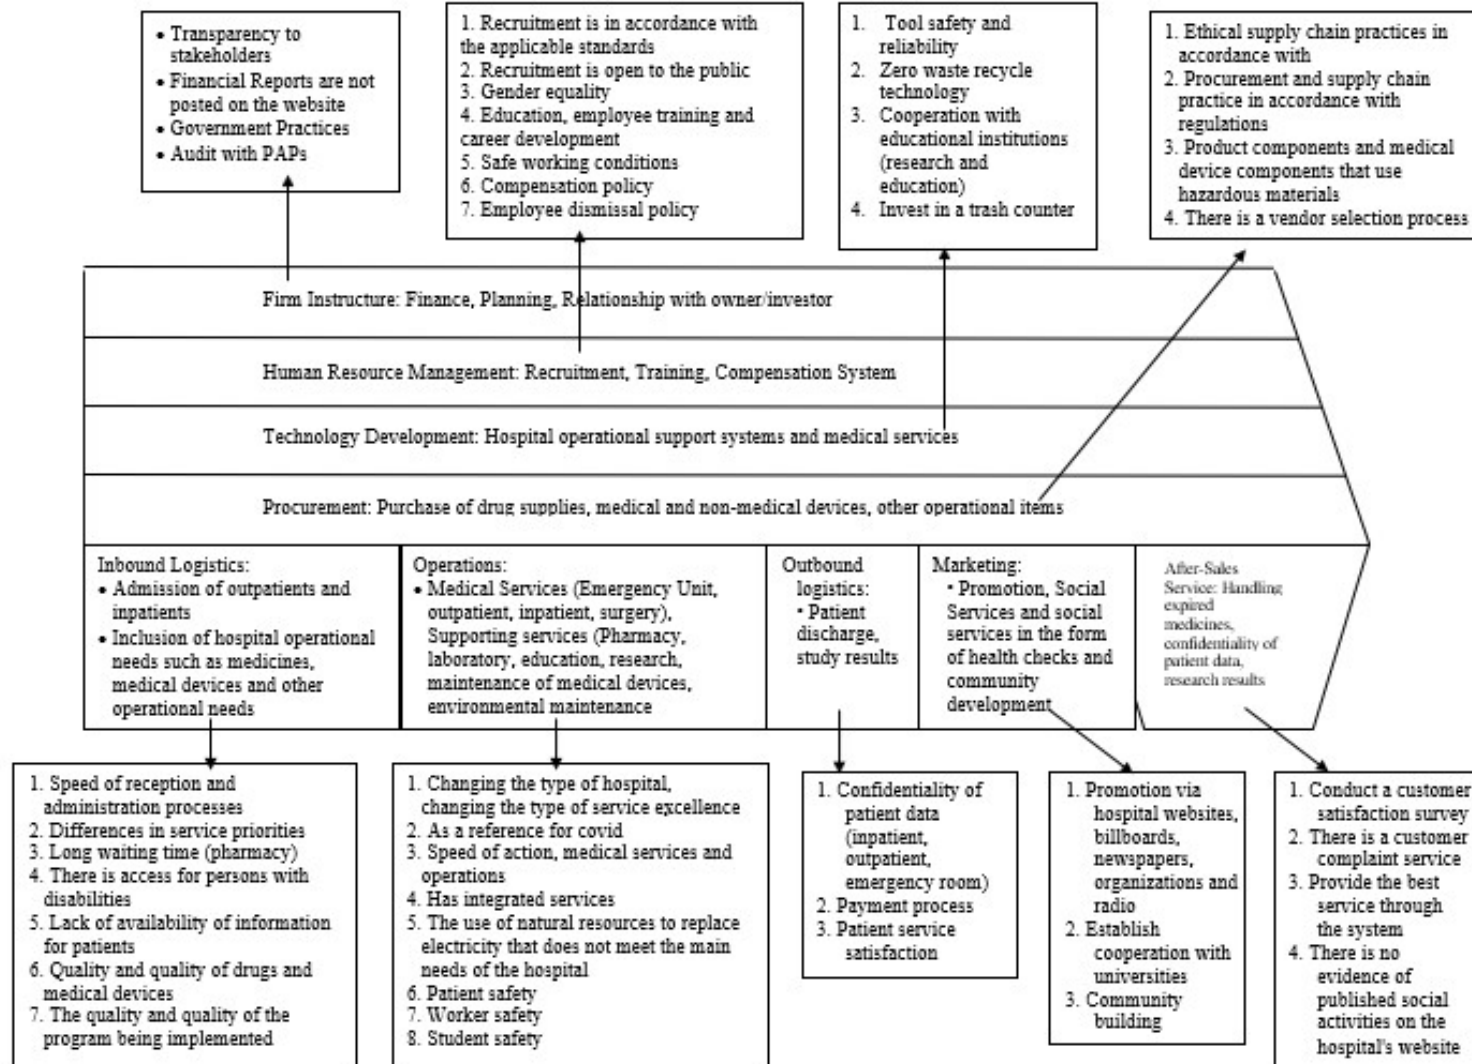 • Transparency to
stakeholders
• Financial Reports are not
posted on the website
• Government Practices
• Audit with PAPs
1. Recruitment is in accordance with
the applicable standards
2. Recruitment is open to the public
3. Gender equality
4. Education, employee training and
career development
5. Safe working conditions
6. Compensation policy
7. Employee dismissal policy
1. Tool safety and
reliability
2. Zero waste recycle
technology
3. Cooperation with
educational institutions
(research and
education)
4. Invest in a trash counter
1. Ethical supply chain practices in
accordance with
2. Procurement and supply chain
practice in accordance with
regulations
3. Product components and medical
device components that use
hazardous materials
4. There is a vendor selection process
Firm Instructure: Finance, Planning, Relationship with owner/investor
Human Resource Management: Recruitment, Training, Compensation System
Technology Development: Hospital operational support systems and medical services
Procurement: Purchase of drug supplies, medical and non-medical devices, other operational items
Inbound Logistics:
• Admission of outpatients and
inpatients
• Inclusion of hospital operational
needs such as medicines,
medical devices and other
operational needs
Operations:
• Medical Services (Emergency Unit,
outpatient, inpatient, surgery),
Supporting services (Pharmacy,
laboratory, education, research,
maintenance of medical devices,
environmental maintenance
Outbound
logistics:
• Patient
discharge,
study results
Marketing:
• Promotion, Social
Services and social
services in the form
of health checks and
community
development
After-Sales
Service: Handling
expired
medicines,
confidentiality of
patient data,
research results
1. Speed of reception and
administration processes
2. Differences in service priorities
3. Long waiting time (pharmacy)
4. There is access for persons with
disabilities
5. Lack of availability of information
for patients
6. Quality and quality of drugs and
medical devices
7. The quality and quality of the
program being implemented
1. Changing the type of hospital,
changing the type of service excellence
2. As a reference for covid
3. Speed of action, medical services and
operations
4. Has integrated services
5. The use of natural resources to replace
electricity that does not meet the main
needs of the hospital
6. Patient safety
7. Worker safety
8. Student safety
1. Confidentiality of
patient data
(inpatient,
outpatient,
emergency room)
2. Payment process
3. Patient service
satisfaction
1. Promotion via
hospital websites,
billboards,
newspapers,
organizations and
radio
2. Establish
cooperation with
universities
3. Community
building
1. Conduct a customer
satisfaction survey
2. There is a customer
complaint service
3. Provide the best
service through
the system
4. There is no
evidence of
published social
activities on the
hospital's website